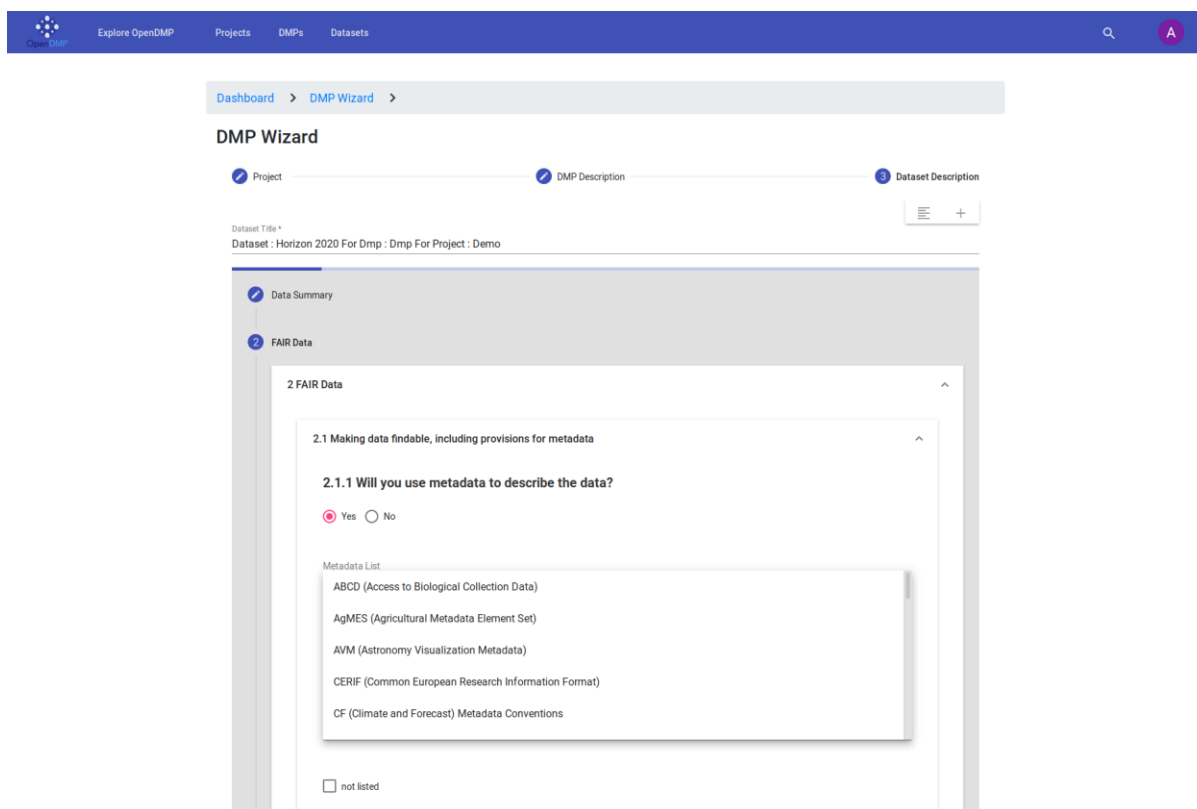 OpenDMP
Explore OpenDMP Projects DMPs Datasets A
Dashboard > DMP Wizard >
DMP Wizard
Project DMP Description 3 Dataset Description
Dataset Title *
Dataset : Horizon 2020 For Dmp : Dmp For Project : Demo
Data Summary
2 FAIR Data
2 FAIR Data
2.1 Making data findable, including provisions for metadata
2.1.1 Will you use metadata to describe the data?
Yes No
Metadata List
ABCD (Access to Biological Collection Data)
AgMES (Agricultural Metadata Element Set)
AVM (Astronomy Visualization Metadata)
CERIF (Common European Research Information Format)
CF (Climate and Forecast) Metadata Conventions
not listed